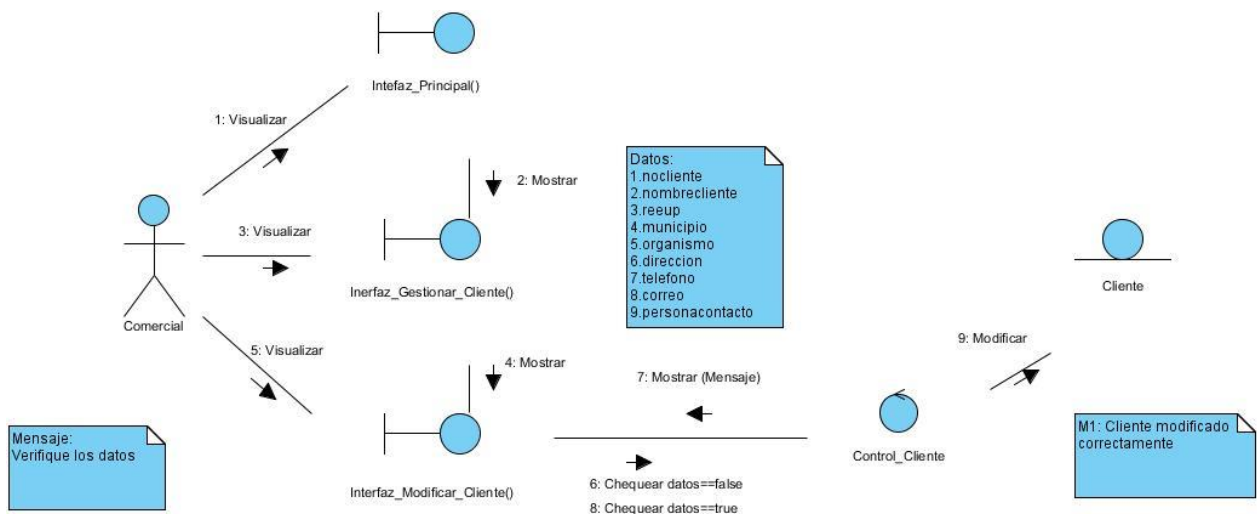 Intefaz_Principal()
1: Visualizar
2: Mostrar
3: Visualizar
Inerfaz_Gestionar_Cliente()
Comercial
Datos:
1.nocliente
2.nombrecliente
3.reeup
4.municipio
5.organismo
6.direccion
7.telefono
8.correo
9.personacontacto
Cliente
5: Visualizar
4: Mostrar
7: Mostrar (Mensaje)
9: Modificar
Mensaje:
Verifique los datos
Interfaz_Modificar_Cliente()
6: Chequear datos==false
8: Chequear datos==true
Control_Cliente
M1: Cliente modificado
correctamente